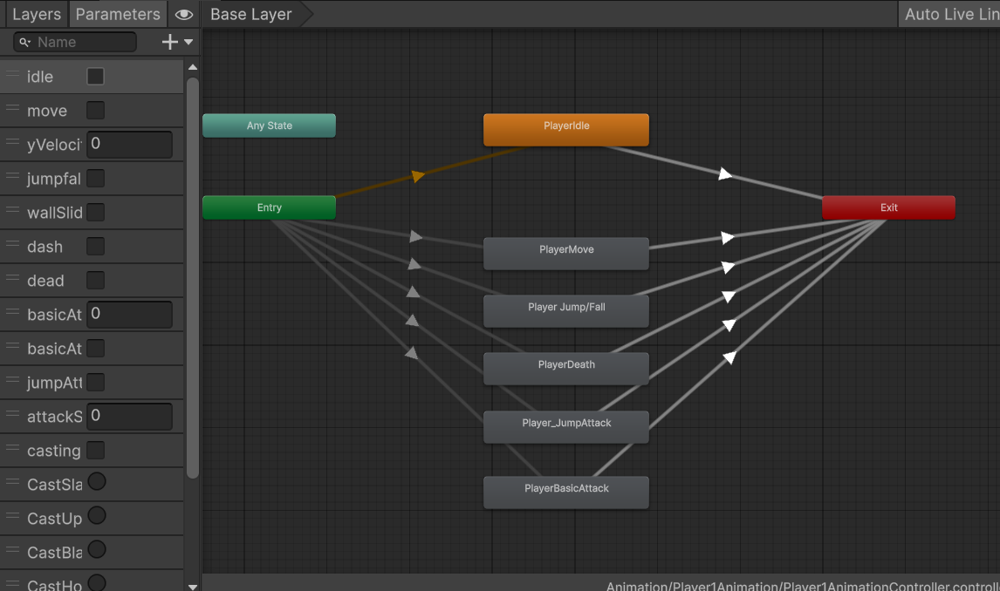 Layers Parameters Base Layer Auto Live Lin
Name
idle
move
yVeloci 0
jumpfal
wallSlid
dash
dead
basicAt 0
basicAt
jumpAtt
attackS 0
casting
CastSla
CastUp
CastBla
CastHo
Any State
PlayerIdle
Entry
Exit
PlayerMove
Player Jump/Fall
PlayerDeath
Player_JumpAttack
PlayerBasicAttack
Animation/Player1Animation/Player1AnimationController.controll